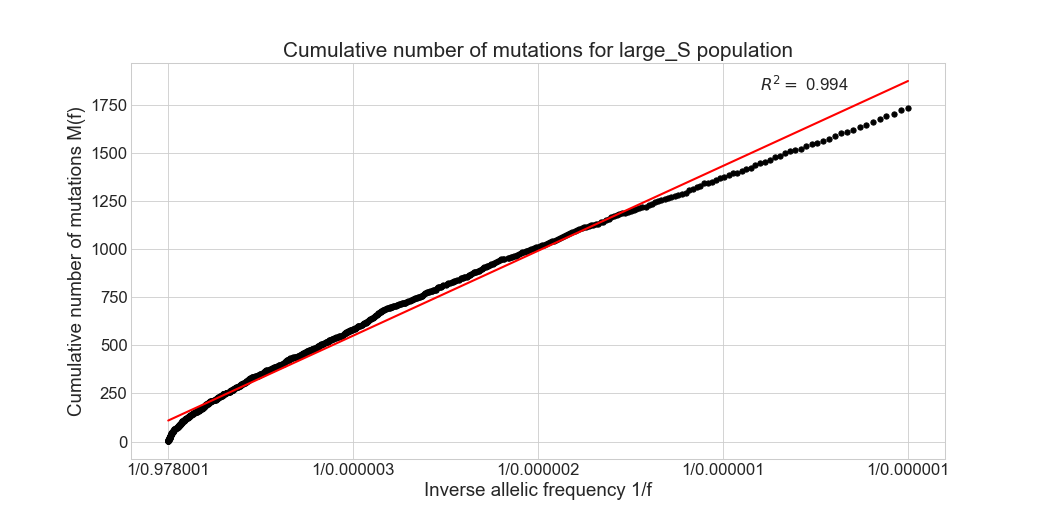 Cumulative number of mutations for large_S population
R² = 0.994
Cumulative number of mutations M(f)
1750
1500
1250
1000
750
500
250
0
1/0.978001 1/0.000003 1/0.000002 1/0.000001 1/0.000001
Inverse allelic frequency 1/f